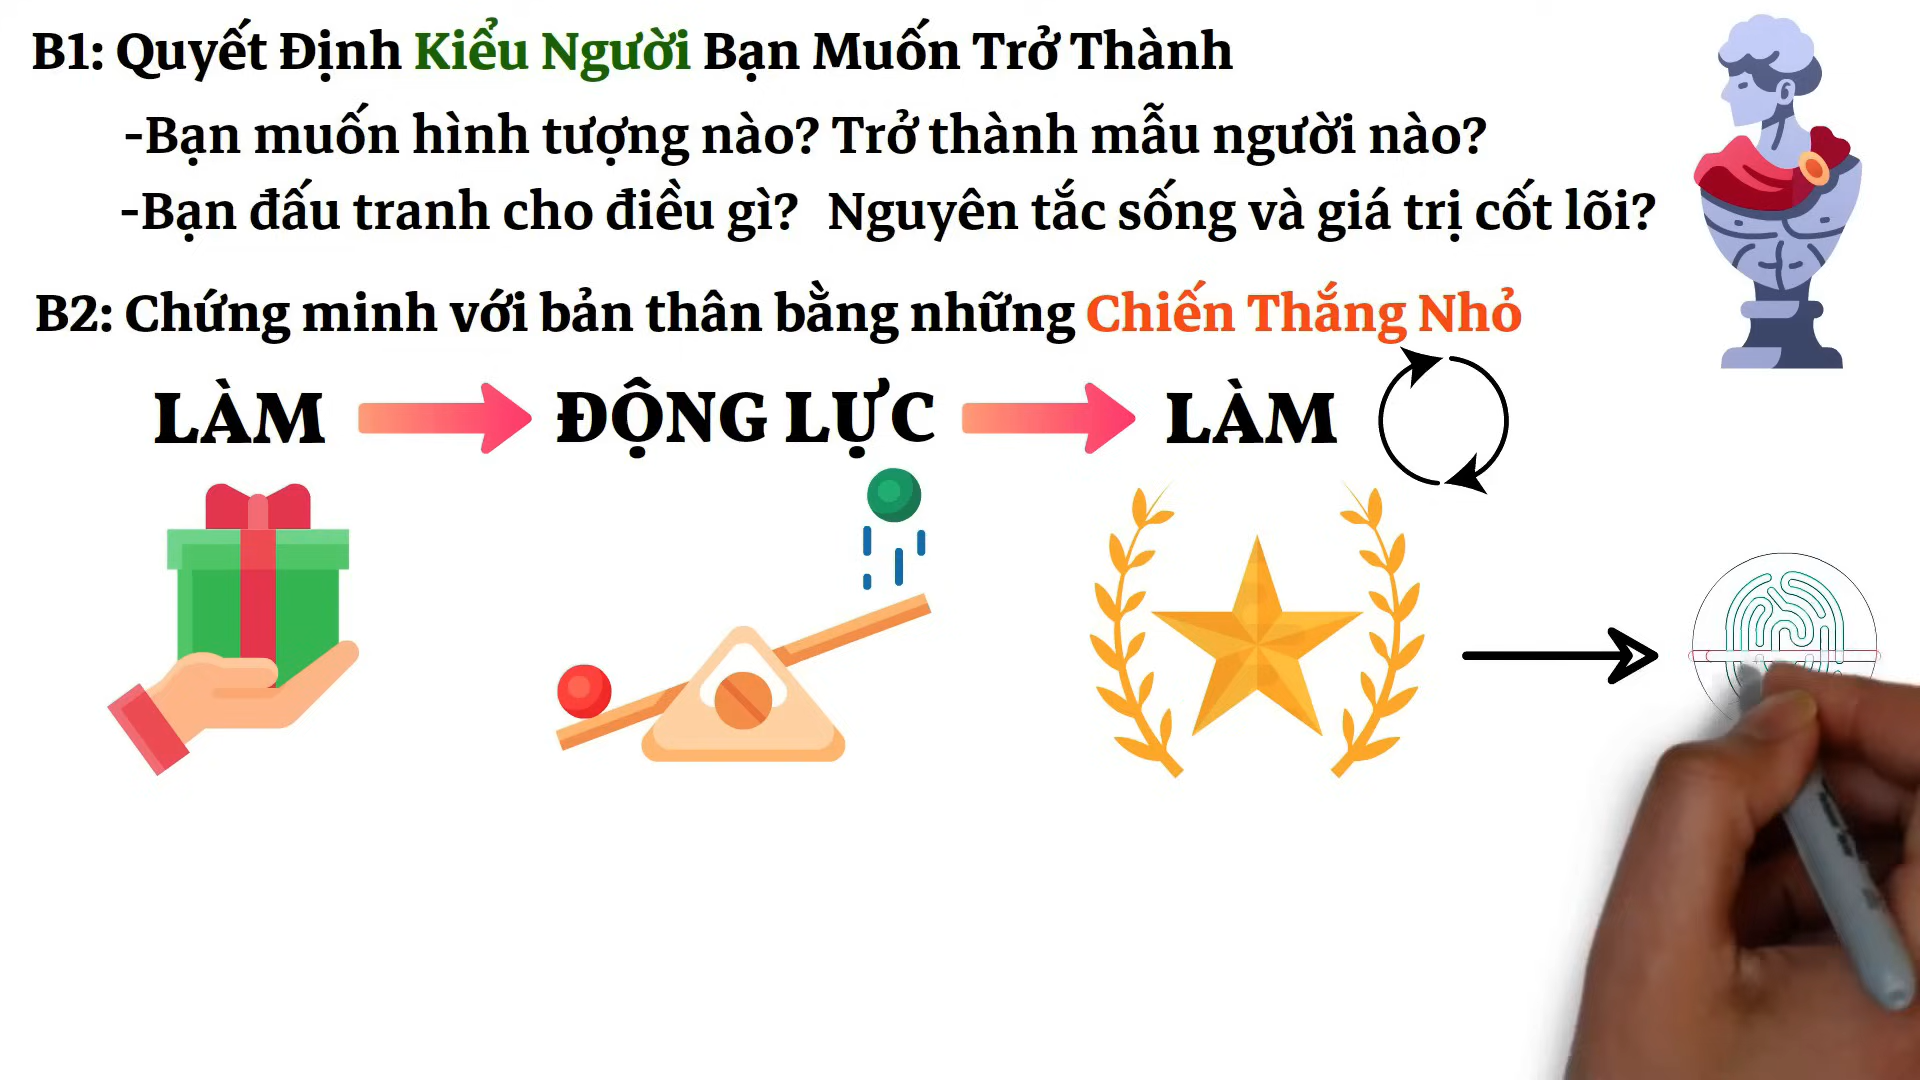 B1: Quyết Định Kiểu Người Bạn Muốn Trở Thành
-Bạn muốn hình tượng nào? Trở thành mẫu người nào?
-Bạn đấu tranh cho điều gì? Nguyên tắc sống và giá trị cốt lõi?
B2: Chứng minh với bản thân bằng những Chiến Thắng Nhỏ
LÀM ĐỘNG LỰC LÀM